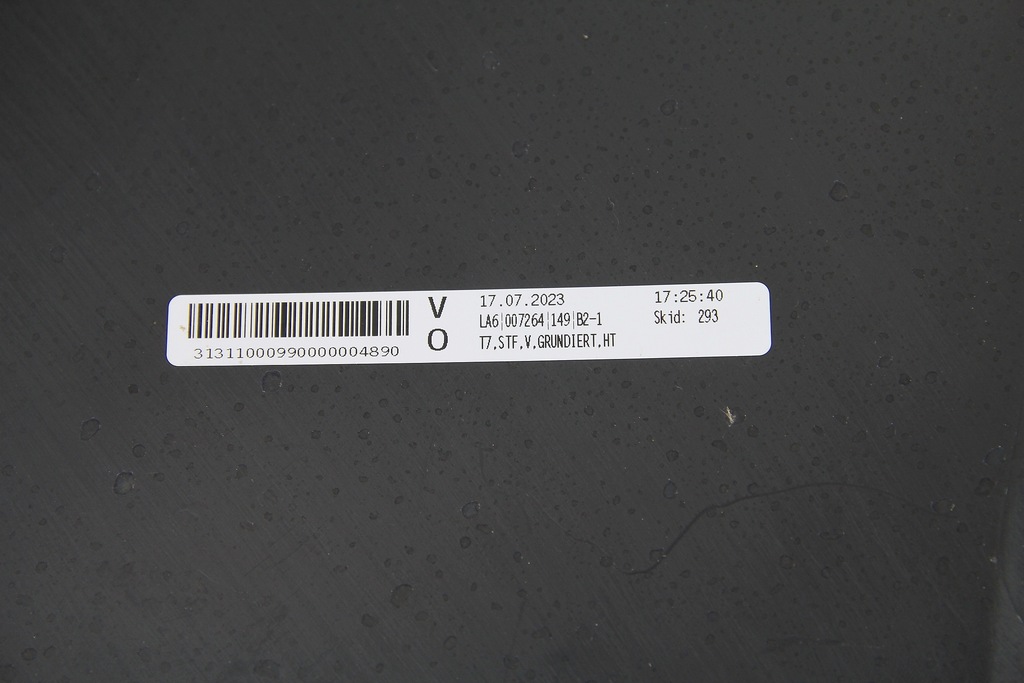 31311000990000004890
V
O
17.07.2023 17:25:40
LA6|007264|149|B2-1 Skid: 293
T7,STF,V,GRUNDIERT,HT